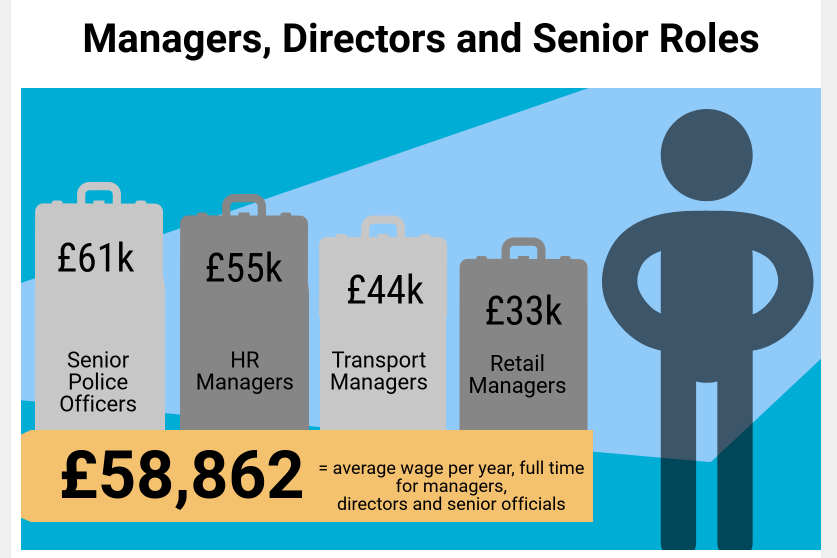 Managers, Directors and Senior Roles
£61k
Senior
Police
Officers
£55k
HR
Managers
£44k
Transport
Managers
£33k
Retail
Managers
£58,862
= average wage per year, full time
for managers,
directors and senior officials